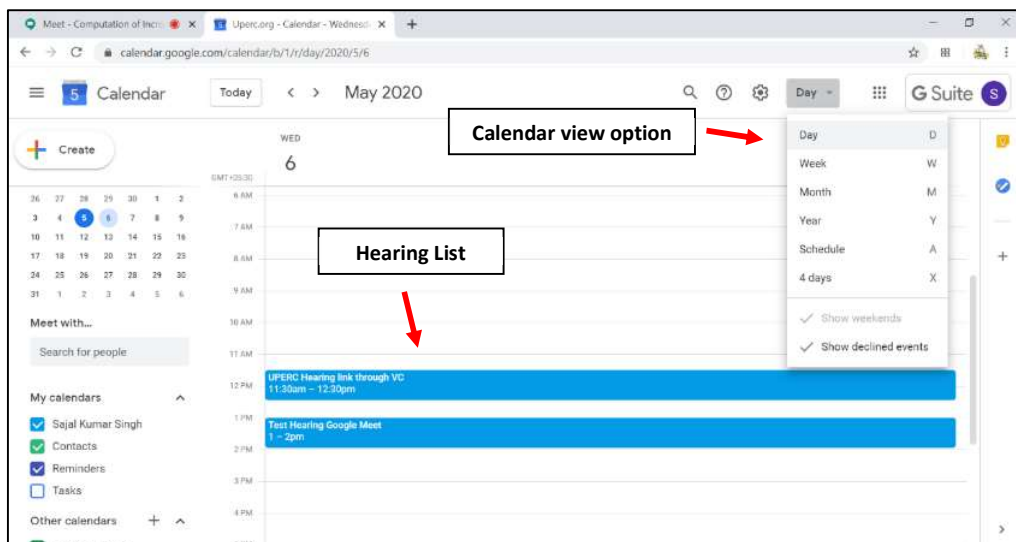 Meet - Computation of Incre
Uperc.org - Calendar - Wednesd
calendar.google.com/calendar/b/1/r/day/2020/5/6
5 Calendar Today May 2020 Day G Suite S
Create
WED
6
GMT+05:30
Calendar view option
Day D
Week W
Month M
Year Y
Schedule A
4 days X
Show weekends
Show declined events
26 27 28 29 30 1 2
3 4 5 6 7 8 9
10 11 12 13 14 15 16
17 18 19 20 21 22 23
24 25 26 27 28 29 30
31 1 2 3 4 5 6
Meet with...
Search for people
My calendars
Sajal Kumar Singh
Contacts
Reminders
Tasks
Other calendars
Hearing List
6 AM
7 AM
8 AM
9 AM
10 AM
11 AM
12 PM
1 PM
2 PM
3 PM
4 PM
UPERC Hearing link through VC
11:30am – 12:30pm
Test Hearing Google Meet
1 – 2pm